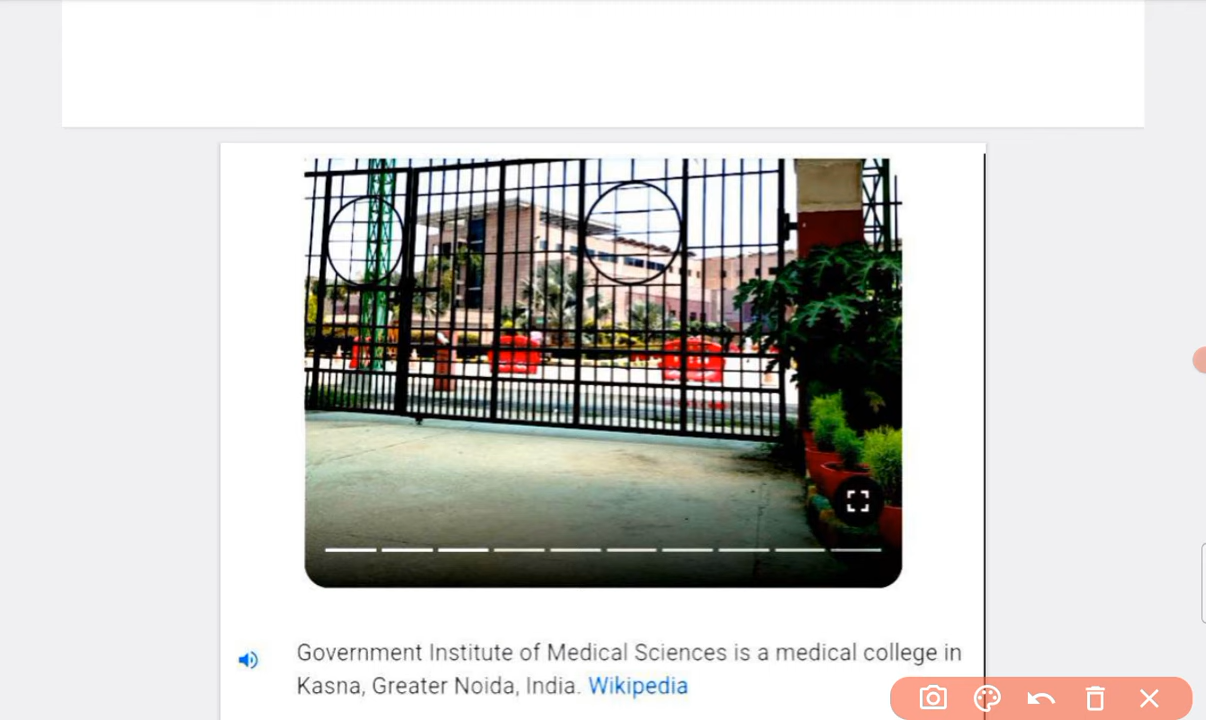 Government Institute of Medical Sciences is a medical college in
Kasna, Greater Noida, India. Wikipedia